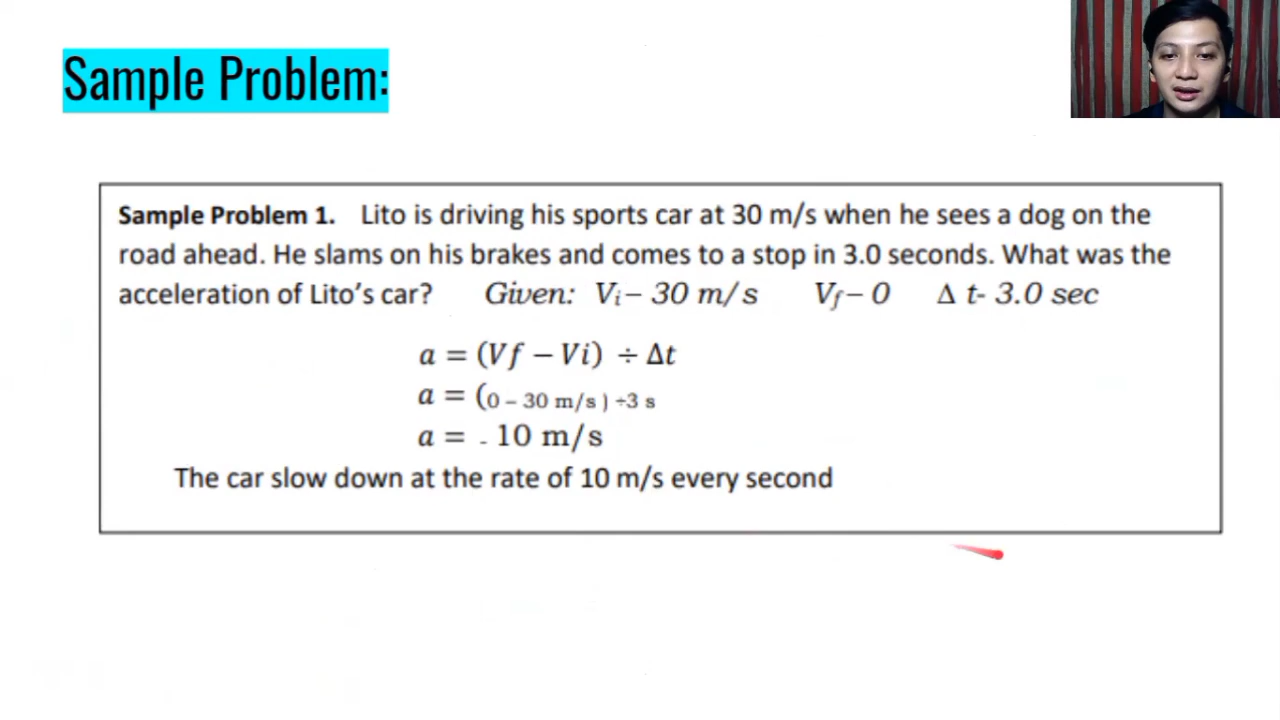 Sample Problem:
Sample Problem 1. Lito is driving his sports car at 30 m/s when he sees a dog on the
road ahead. He slams on his brakes and comes to a stop in 3.0 seconds. What was the
acceleration of Lito's car? Given: Vi – 30 m/s Vf – 0 Δ t- 3.0 sec
a = (Vf – Vi) ÷ Δt
a = (0 – 30 m/s ) ÷3 s
a = - 10 m/s
The car slow down at the rate of 10 m/s every second